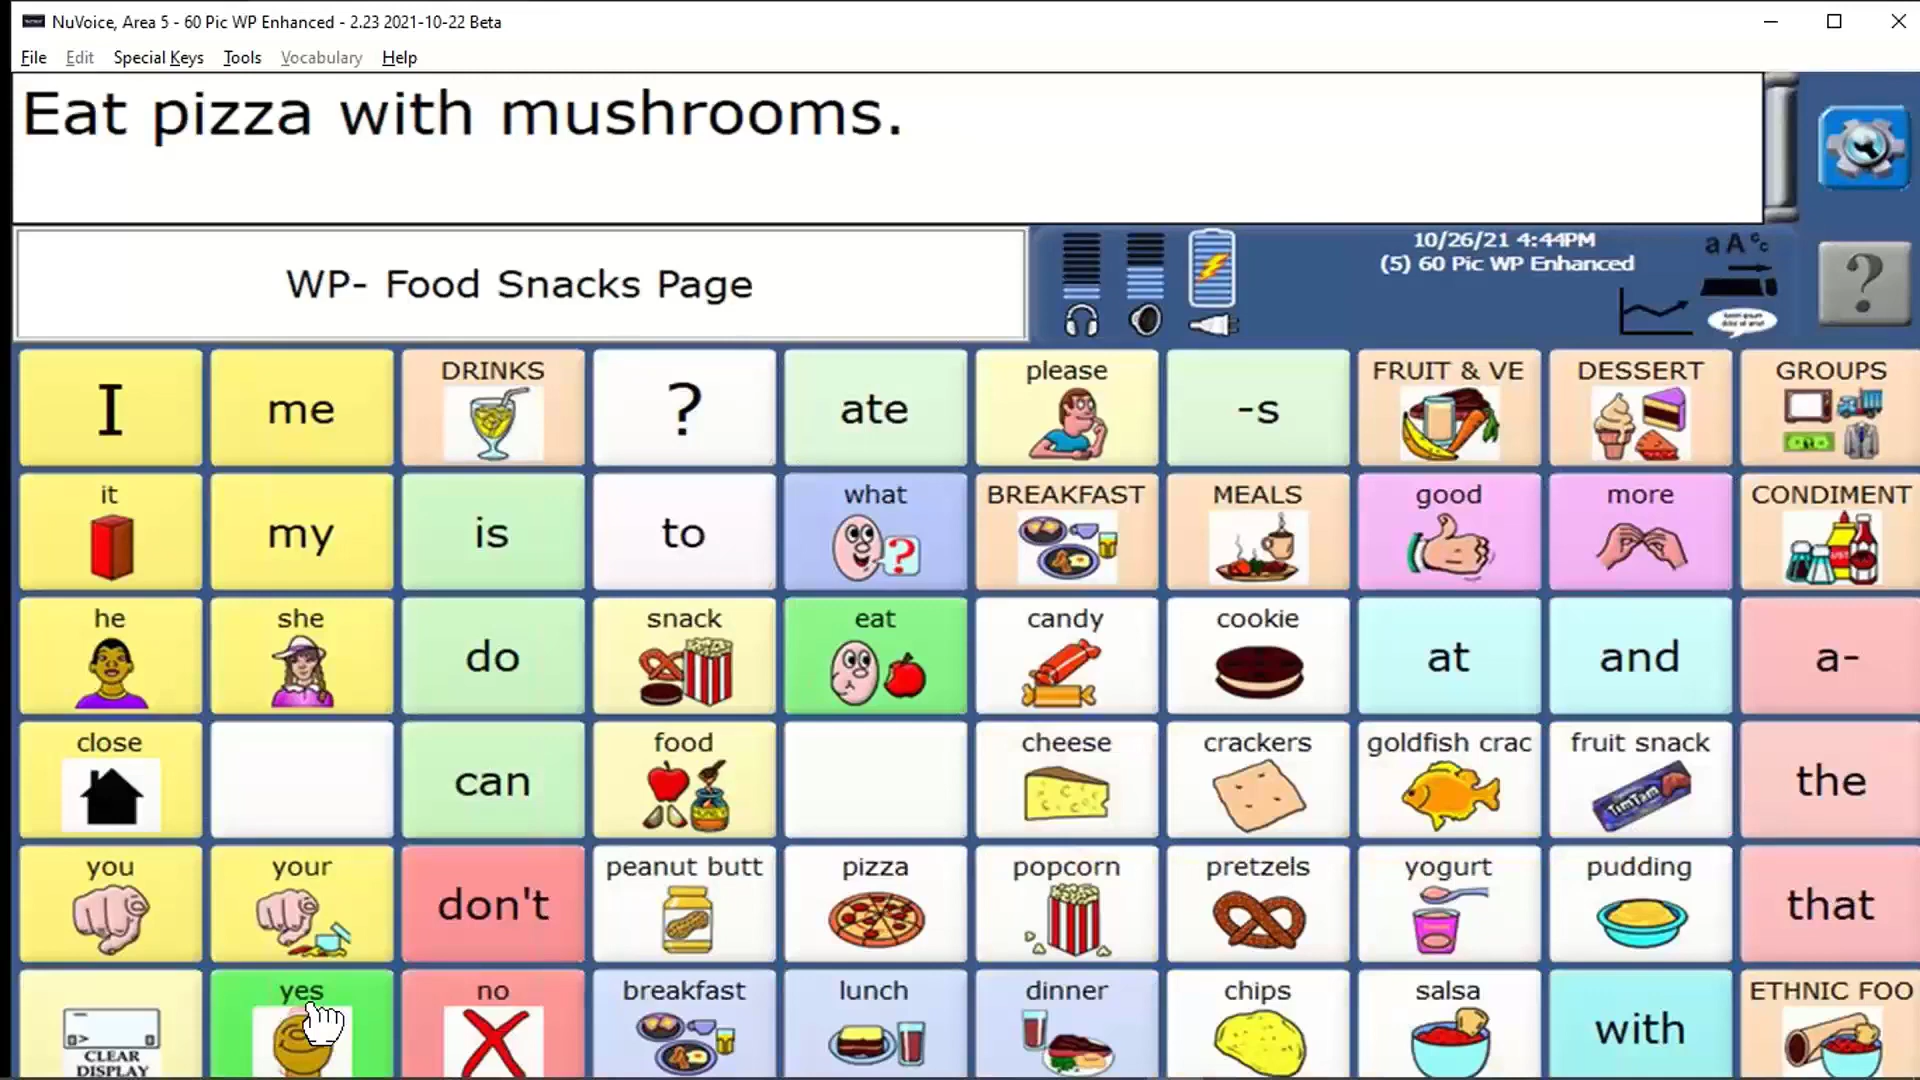 NuVoice, Area 5 - 60 Pic WP Enhanced - 2.23 2021-10-22 Beta
File Edit Special Keys Tools Vocabulary Help
Eat pizza with mushrooms.
WP- Food Snacks Page
10/26/21 4:44PM
(5) 60 Pic WP Enhanced
a A C c
?
I me DRINKS ? ate please -s FRUIT & VE DESSERT GROUPS
it my is to what BREAKFAST MEALS good more CONDIMENT
he she do snack eat candy cookie at and a-
close can food cheese crackers goldfish crac fruit snack the
TimTam
you your don't peanut butt pizza popcorn pretzels yogurt pudding that
yes no breakfast lunch dinner chips salsa with ETHNIC FOO
CLEAR
DISPLAY